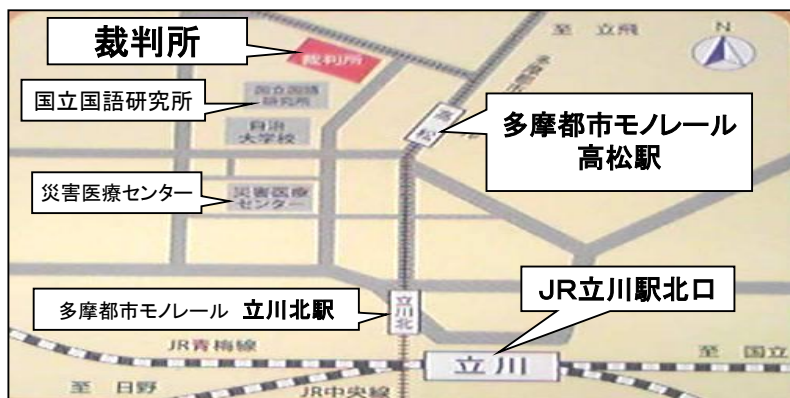 裁判所
至 立飛
N
裁判所
国立国語
研究所
国立国語研究所
多摩都市モ
高松
多摩都市モノレール
高松駅
自治
大学校
災害医療センター
災害医療
センター
JR立川駅北口
多摩都市モノレール 立川北駅
立川北
JR青梅線
立川
至 国立
至 日野
JR中央線